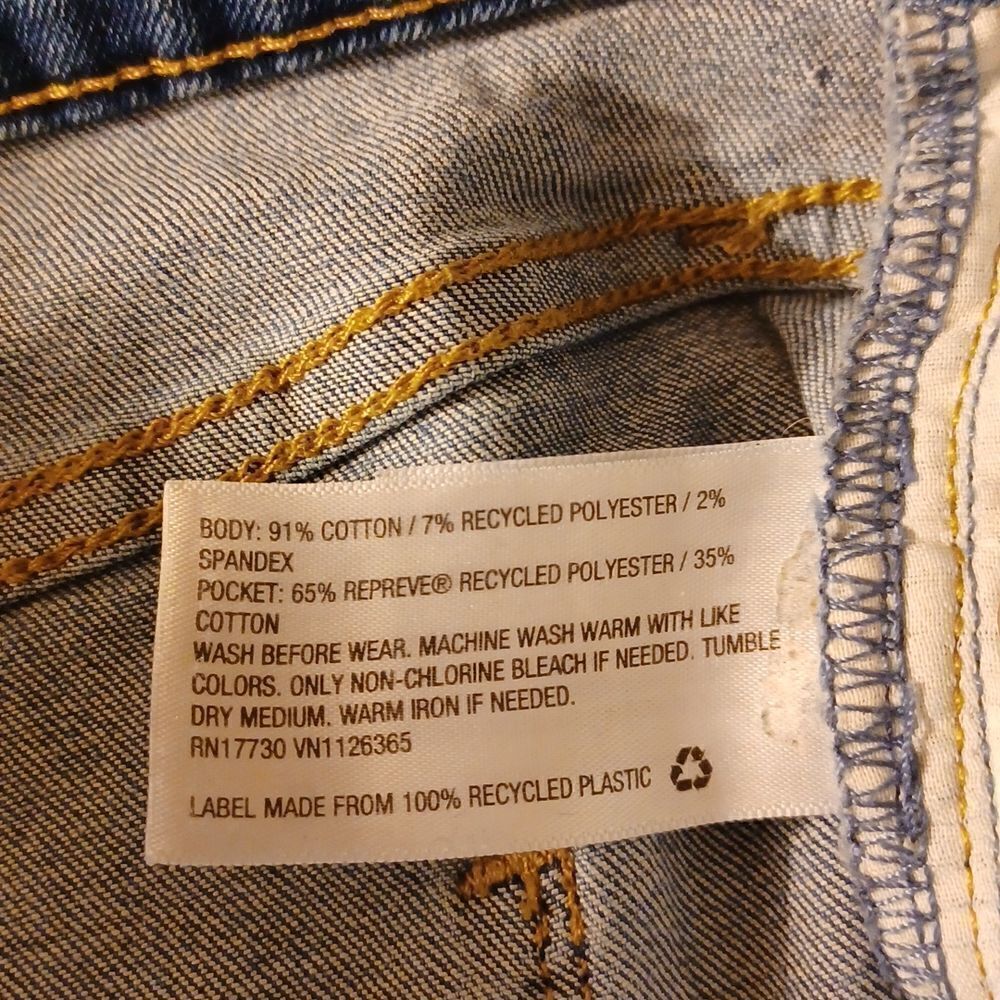 BODY: 91% COTTON / 7% RECYCLED POLYESTER / 2%
SPANDEX
POCKET: 65% REPREVE® RECYCLED POLYESTER / 35%
COTTON
WASH BEFORE WEAR. MACHINE WASH WARM WITH LIKE
COLORS. ONLY NON-CHLORINE BLEACH IF NEEDED. TUMBLE
DRY MEDIUM. WARM IRON IF NEEDED.
RN17730 VN1126365
LABEL MADE FROM 100% RECYCLED PLASTIC